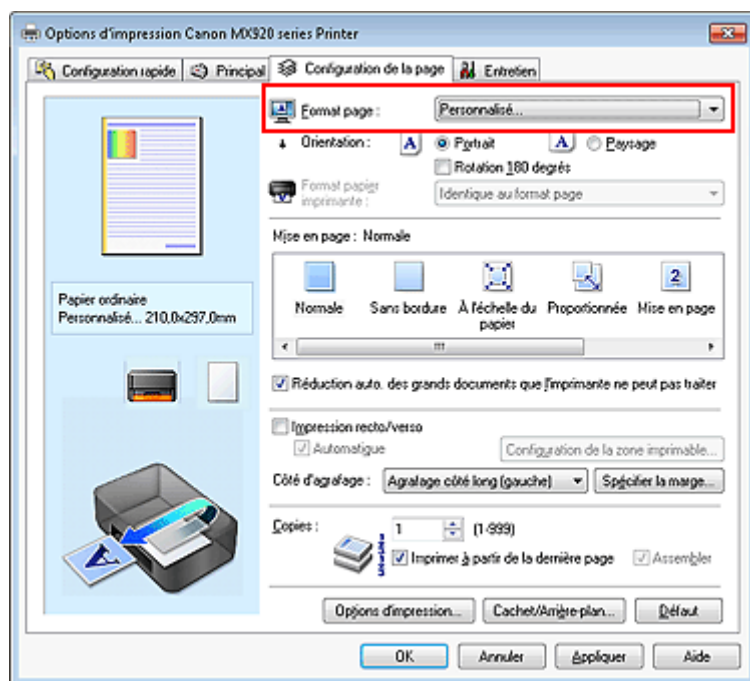 Options d'impression Canon MX920 series Printer
Configuration rapide Principal Configuration de la page Entretien
Format page : Personnalisé...
Orientation : A Portrait A Paysage
Rotation 180 degrés
Format papier imprimante : Identique au format page
Mise en page : Normale
2
Normale Sans bordure À l'échelle du papier Proportionnée Mise en page
Papier ordinaire
Personnalisé... 210,0x297,0mm
Réduction auto. des grands documents que l'imprimante ne peut pas traiter
Impression recto/verso
Automatique Configuration de la zone imprimable...
Côté d'agrafage : Agrafage côté long (gauche) Spécifier la marge...
Copies : 1 (1-999)
Imprimer à partir de la dernière page Assembler
A
Options d'impression... Cachet/Arrière-plan... Défaut
OK Annuler Appliquer Aide